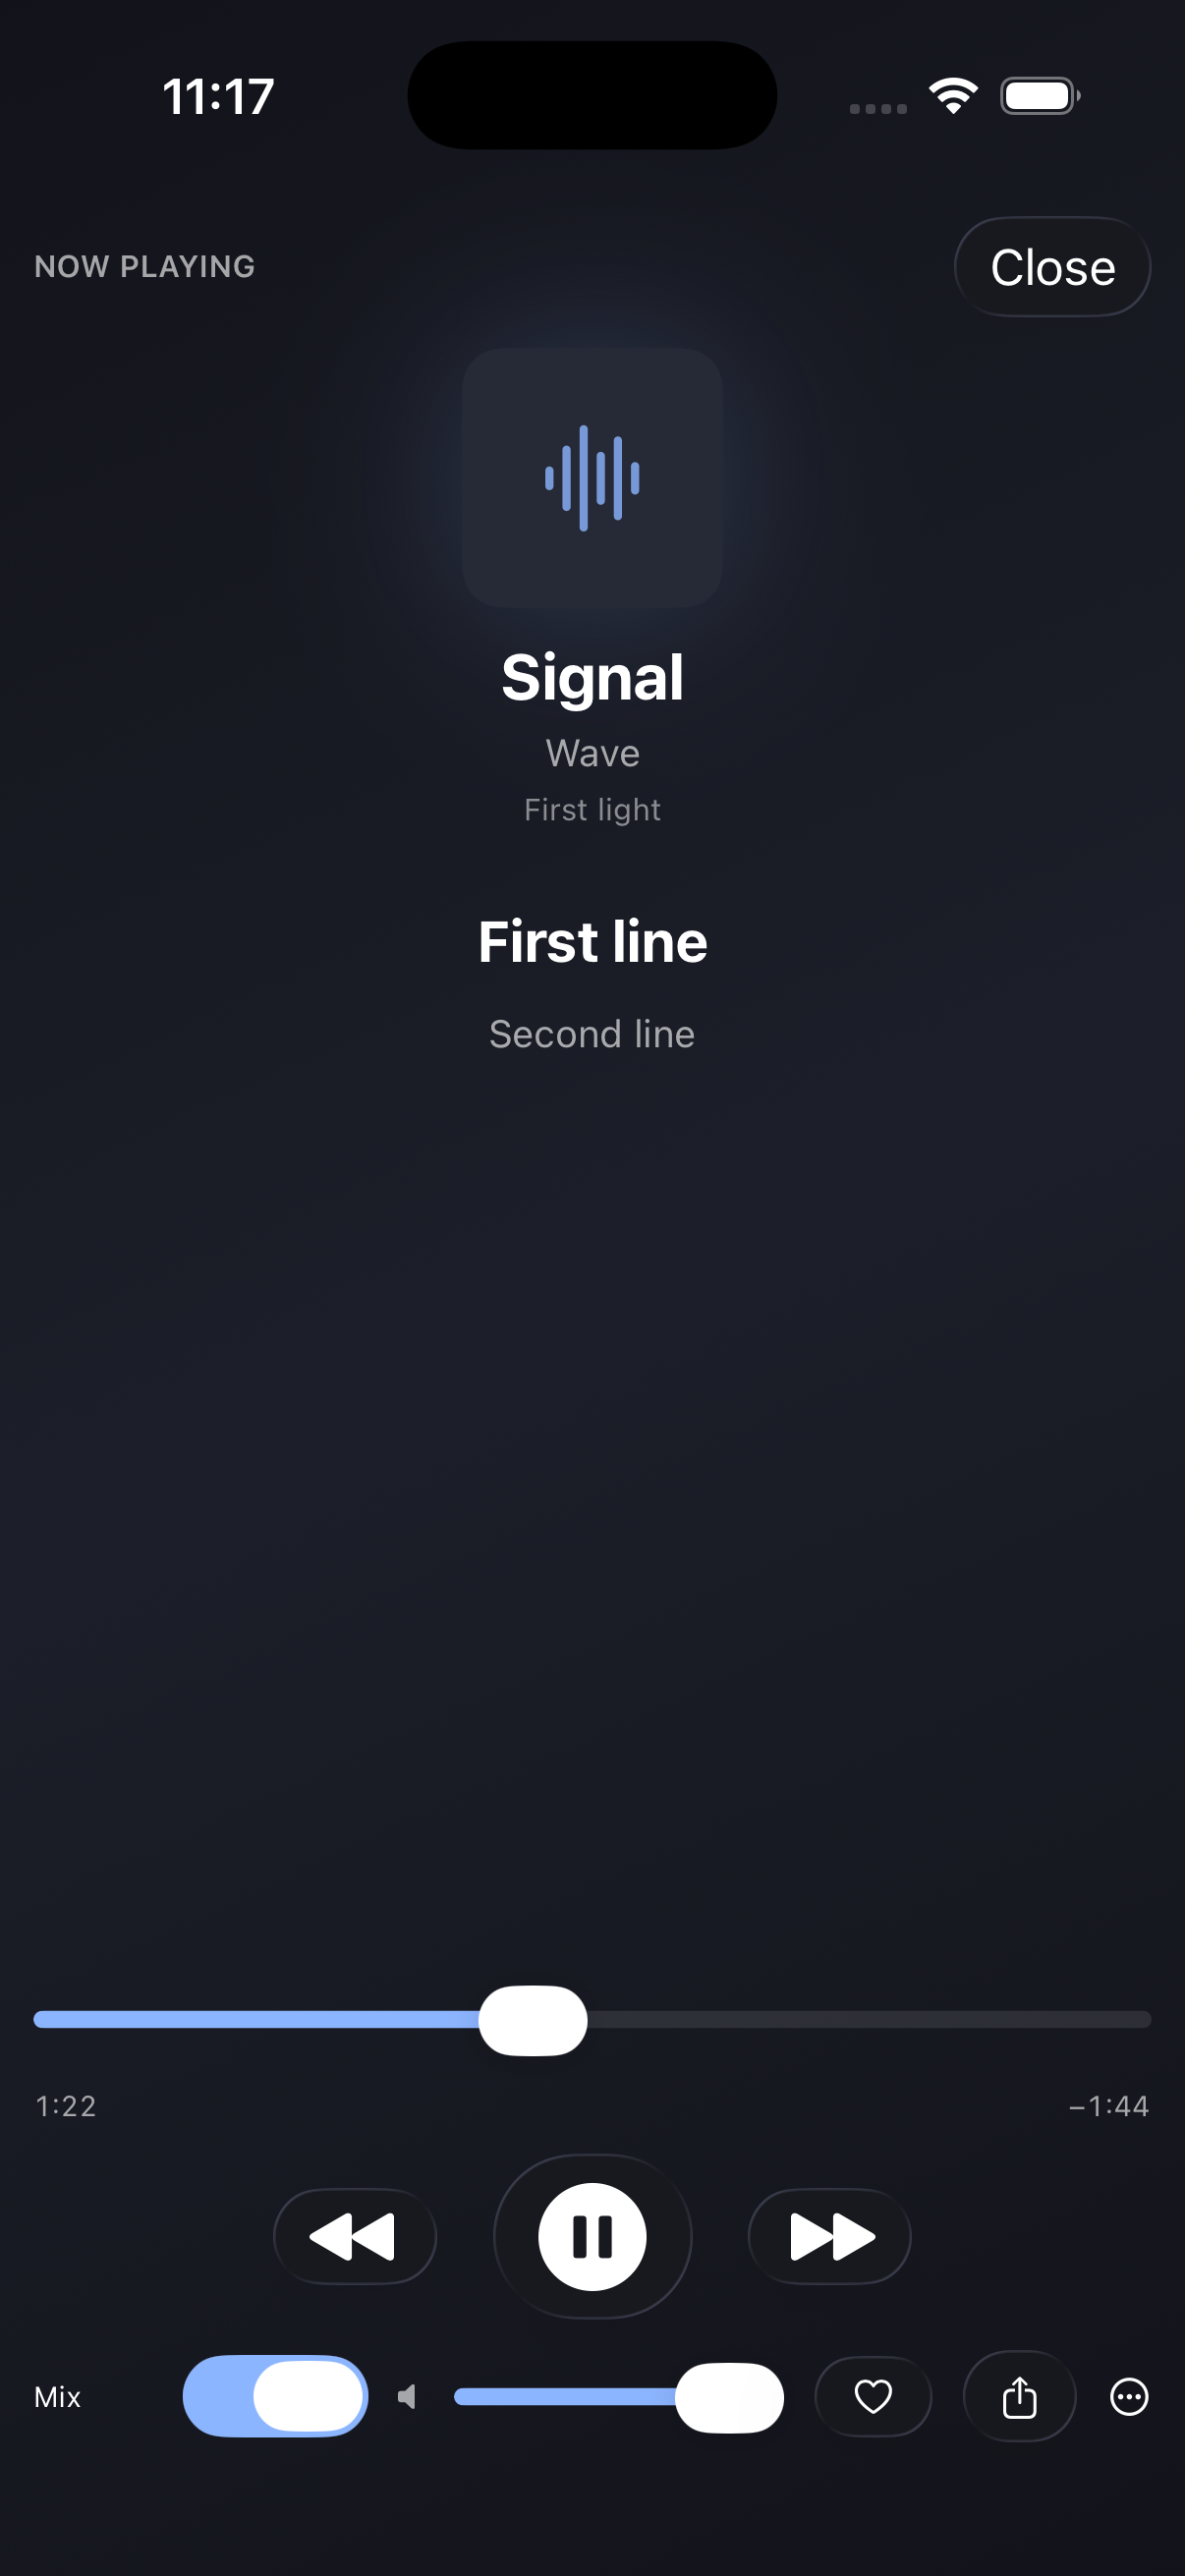 11:17
NOW PLAYING
Close
Signal
Wave
First light
First line
Second line
1:22
−1:44
Mix